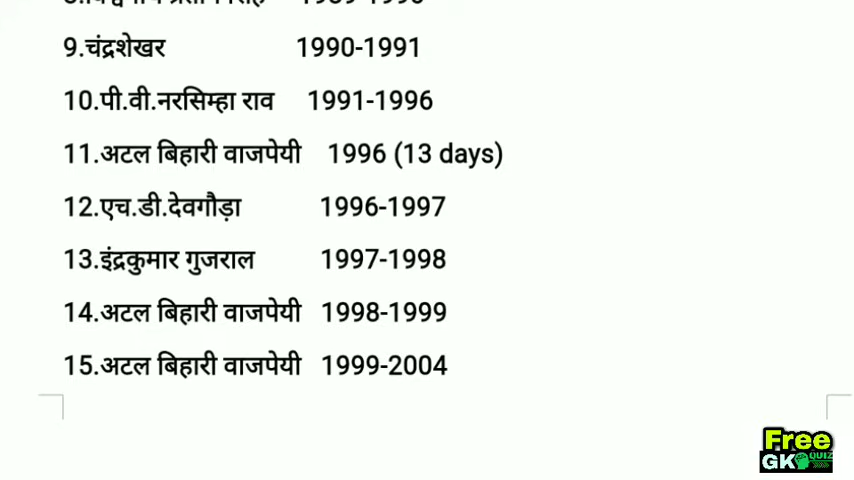 9.चंद्रशेखर 1990-1991
10.पी.वी.नरसिम्हा राव 1991-1996
11.अटल बिहारी वाजपेयी 1996 (13 days)
12.एच.डी.देवगौड़ा 1996-1997
13.इंद्रकुमार गुजराल 1997-1998
14.अटल बिहारी वाजपेयी 1998-1999
15.अटल बिहारी वाजपेयी 1999-2004
Free
GK QUIZ